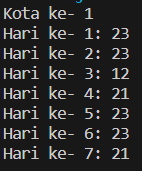 Kota ke- 1
Hari ke- 1: 23
Hari ke- 2: 23
Hari ke- 3: 12
Hari ke- 4: 21
Hari ke- 5: 23
Hari ke- 6: 23
Hari ke- 7: 21